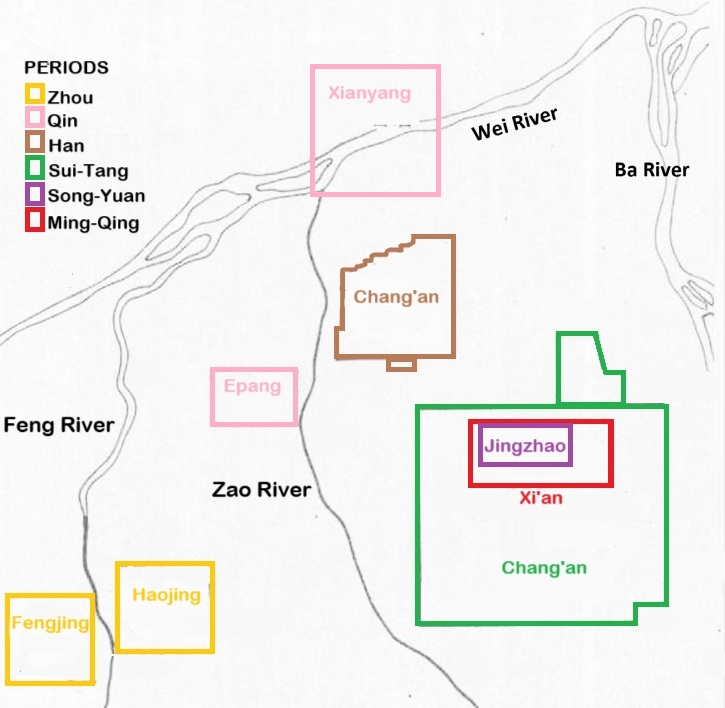 PERIODS
Zhou
Qin
Han
Sui-Tang
Song-Yuan
Ming-Qing
Xianyang
Wei River
Ba River
Chang'an
Epang
Feng River
Zao River
Jingzhao
Xi'an
Chang'an
Haojing
Fengjing